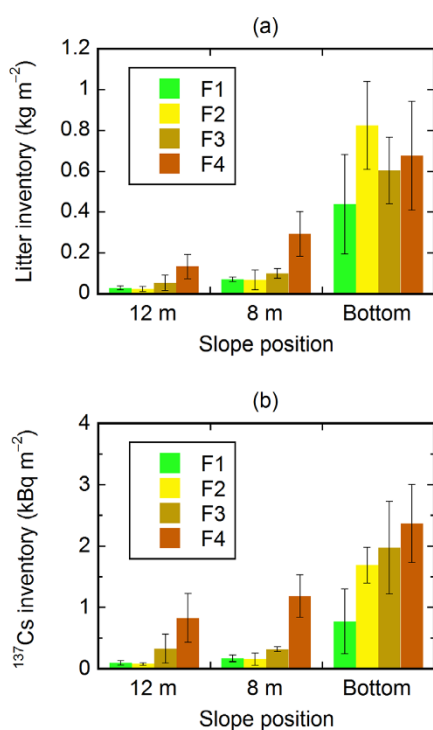 (a)
Litter inventory (kg m⁻²)
1.2
1
0.8
0.6
0.4
0.2
0
F1
F2
F3
F4
12 m 8 m Bottom
Slope position
(b)
¹³⁷Cs inventory (kBq m⁻²)
4
3
2
1
0
F1
F2
F3
F4
12 m 8 m Bottom
Slope position